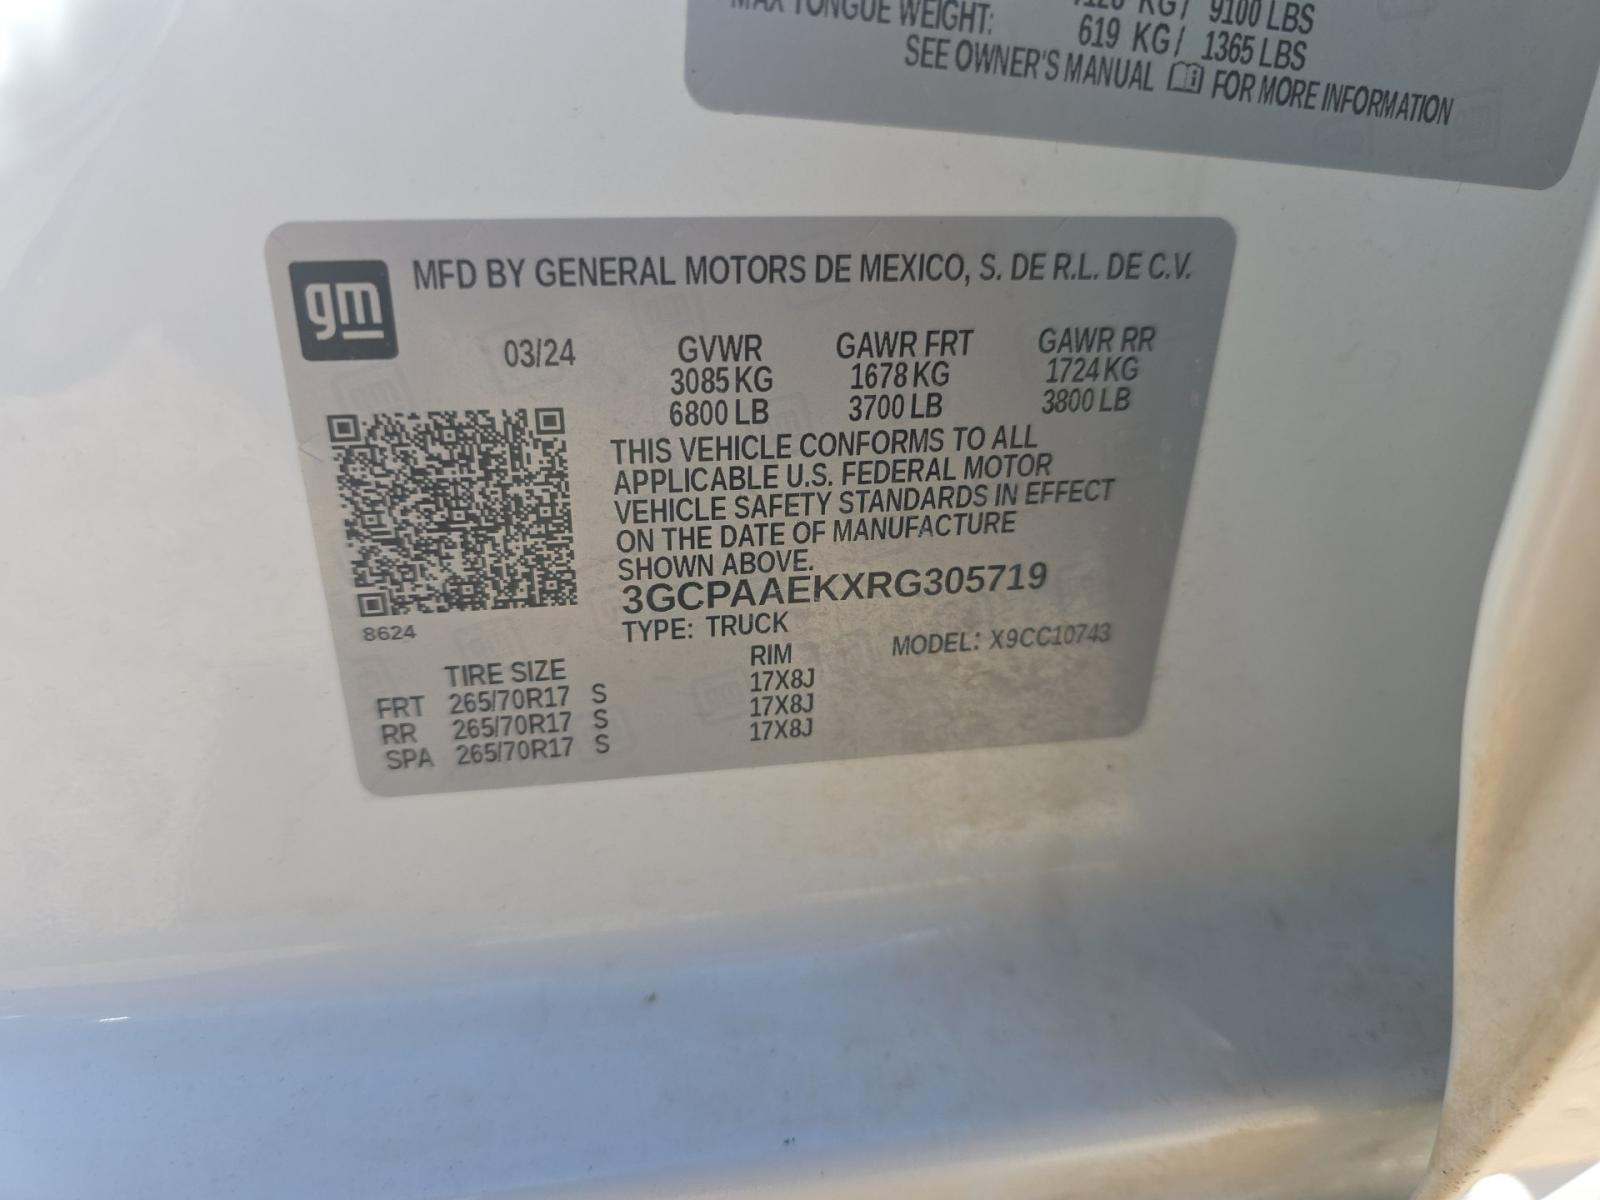 KG/ 9100 LBS
MAX TONGUE WEIGHT: 619 KG/ 1365 LBS
SEE OWNER'S MANUAL FOR MORE INFORMATION
gm
MFD BY GENERAL MOTORS DE MEXICO, S. DE R.L. DE C.V.
03/24 GVWR GAWR FRT GAWR RR
3085 KG 1678 KG 1724 KG
6800 LB 3700 LB 3800 LB
THIS VEHICLE CONFORMS TO ALL
APPLICABLE U.S. FEDERAL MOTOR
VEHICLE SAFETY STANDARDS IN EFFECT
ON THE DATE OF MANUFACTURE
SHOWN ABOVE.
3GCPAAEKXRG305719
8624
TYPE: TRUCK MODEL: X9CC10743
TIRE SIZE RIM
FRT 265/70R17 S 17X8J
RR 265/70R17 S 17X8J
SPA 265/70R17 S 17X8J